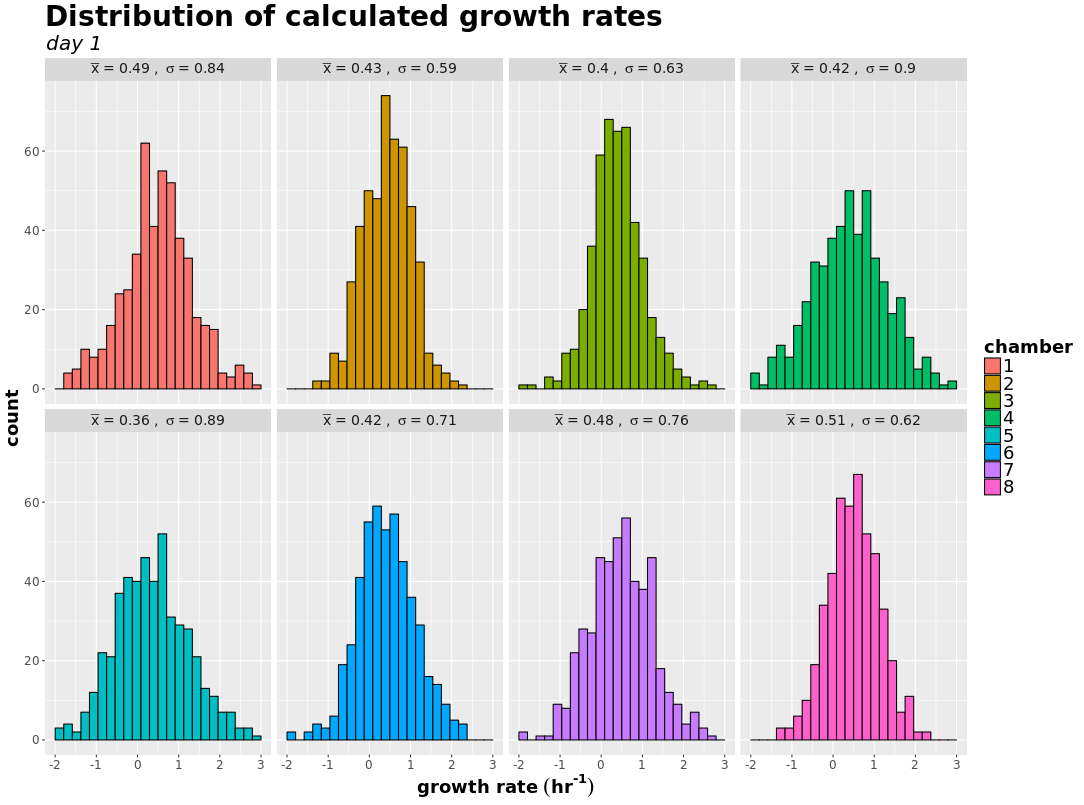 Distribution of calculated growth rates
day 1
x̅ = 0.49 , σ = 0.84
x̅ = 0.43 , σ = 0.59
x̅ = 0.4 , σ = 0.63
x̅ = 0.42 , σ = 0.9
60
40
20
0
x̅ = 0.36 , σ = 0.89
x̅ = 0.42 , σ = 0.71
x̅ = 0.48 , σ = 0.76
x̅ = 0.51 , σ = 0.62
60
40
20
0
-2 -1 0 1 2 3
-2 -1 0 1 2 3
-2 -1 0 1 2 3
-2 -1 0 1 2 3
growth rate (hr⁻¹)
count
chamber
1
2
3
4
5
6
7
8